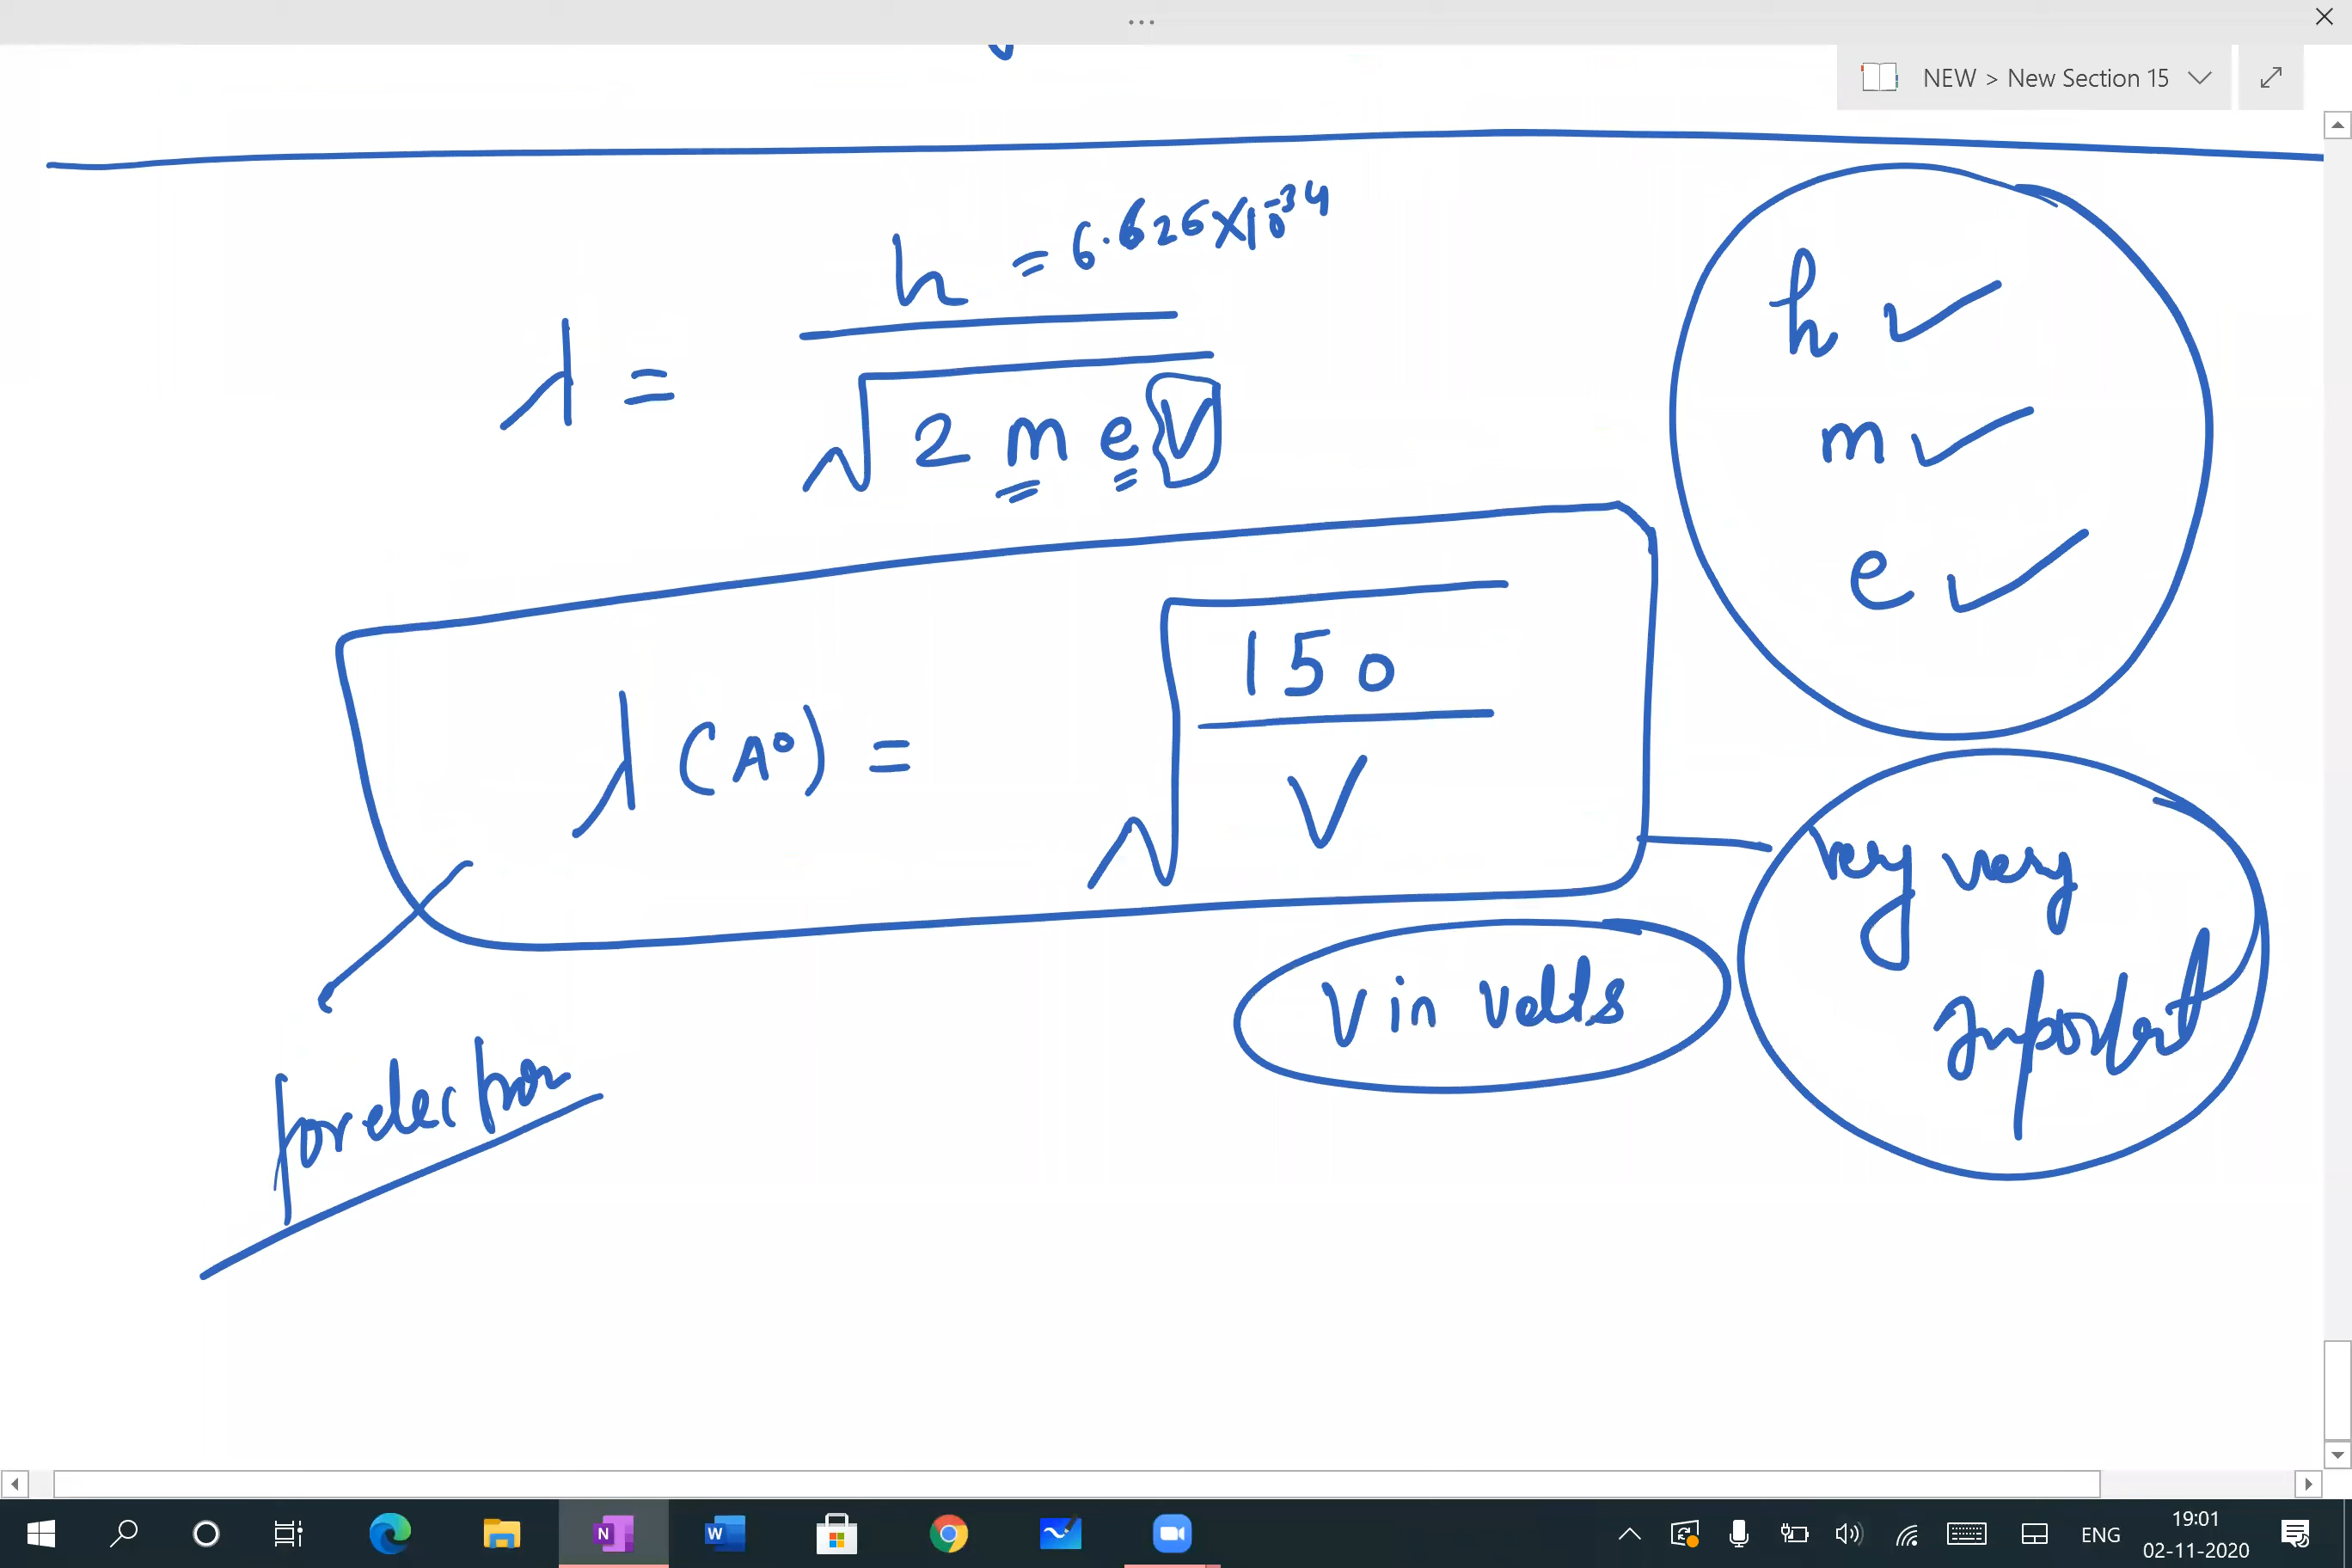 NEW > New Section 15
λ = h = 6.626×10⁻³⁴
√2 m e V
h ✓
m ✓
e ✓
λ (A°) = √150/V
very very
Important
V in Volts
for electron
ENG
19:01
02-11-2020